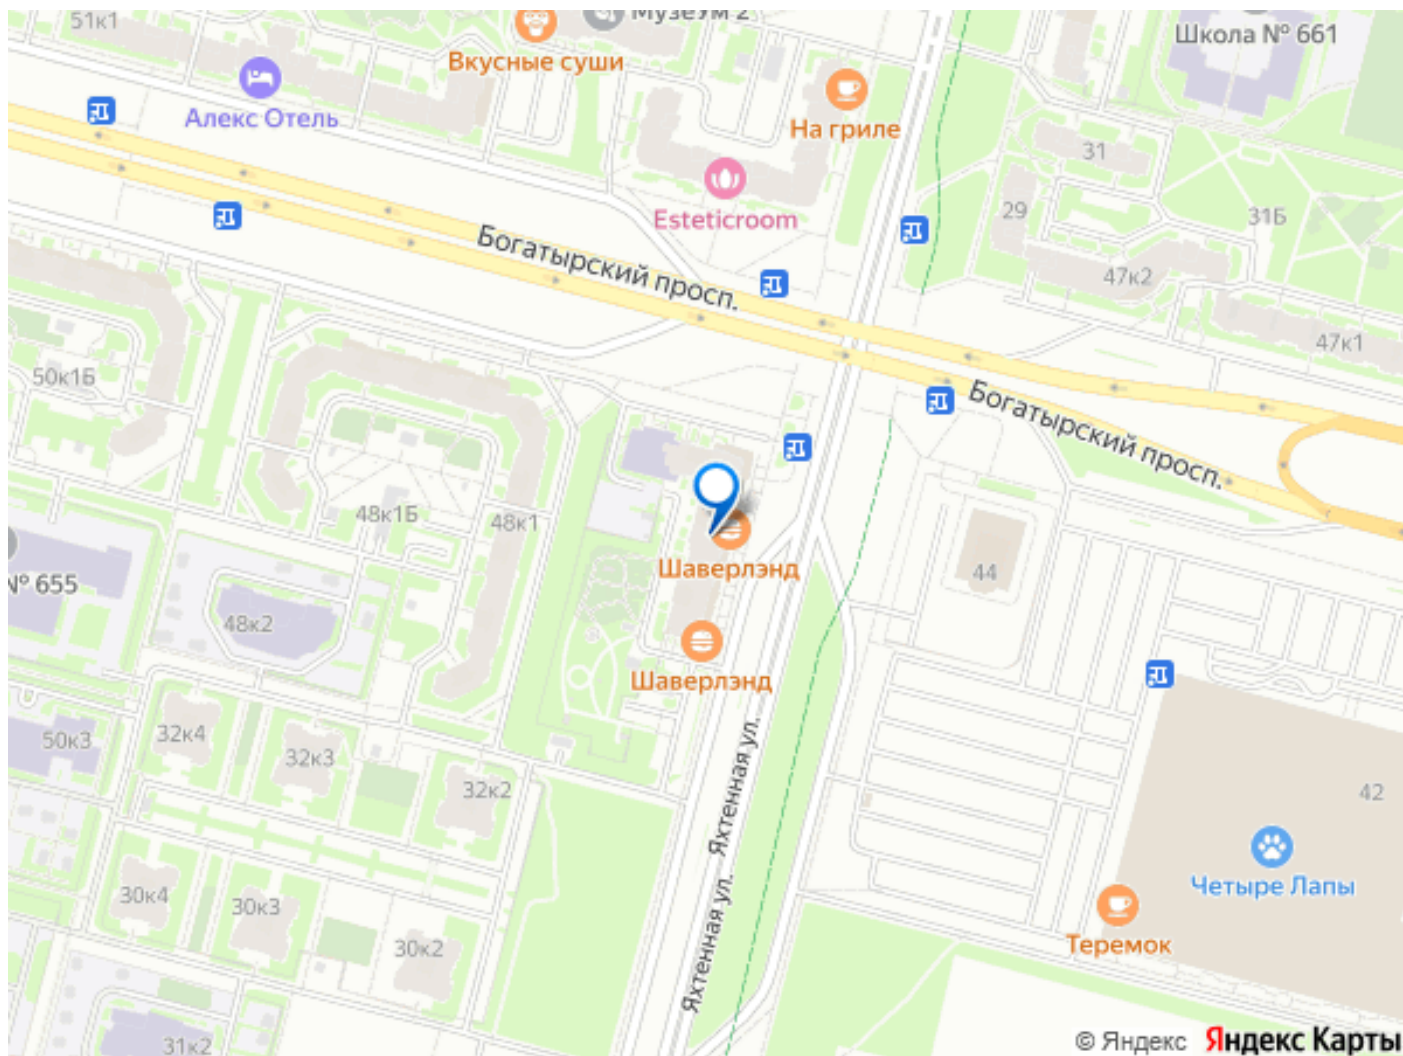 51к1
МузеУм 2
Школа № 661
Вкусные суши
Алекс Отель
На гриле
31
Esteticroom
29
31Б
Богатырский просп.
47к2
47к1
50к1Б
Богатырский просп.
48к1Б
48к1
Шаверлэнд
44
№ 655
48к2
Шаверлэнд
50к3
32к4
32к3
32к2
Яхтенная ул.
42
30к4
30к3
30к2
Яхтенная ул.
Четыре Лапы
Теремок
31к2
© Яндекс Яндекс Карты